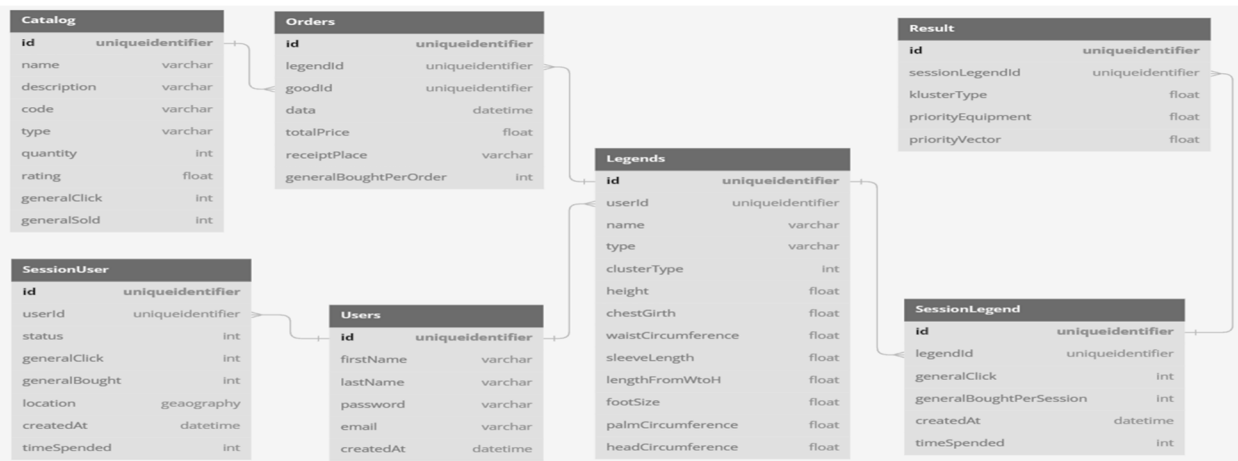 Catalog
id uniqueidentifier
name varchar
description varchar
code varchar
type varchar
quantity int
rating float
generalClick int
generalSold int
Orders
id uniqueidentifier
legendId uniqueidentifier
goodId uniqueidentifier
data datetime
totalPrice float
receiptPlace varchar
generalBoughtPerOrder int
Result
id uniqueidentifier
sessionLegendId uniqueidentifier
klusterType float
priorityEquipment float
priorityVector float
Legends
id uniqueidentifier
userId uniqueidentifier
name varchar
type varchar
clusterType int
height float
chestGirth float
waistCircumference float
sleeveLength float
lengthFromWtoH float
footSize float
palmCircumference float
headCircumference float
SessionUser
id uniqueidentifier
userId uniqueidentifier
status int
generalClick int
generalBought int
location geaography
createdAt datetime
timeSpended int
Users
id uniqueidentifier
firstName varchar
lastName varchar
password varchar
email varchar
createdAt datetime
SessionLegend
id uniqueidentifier
legendId uniqueidentifier
generalClick int
generalBoughtPerSession int
createdAt datetime
timeSpended int